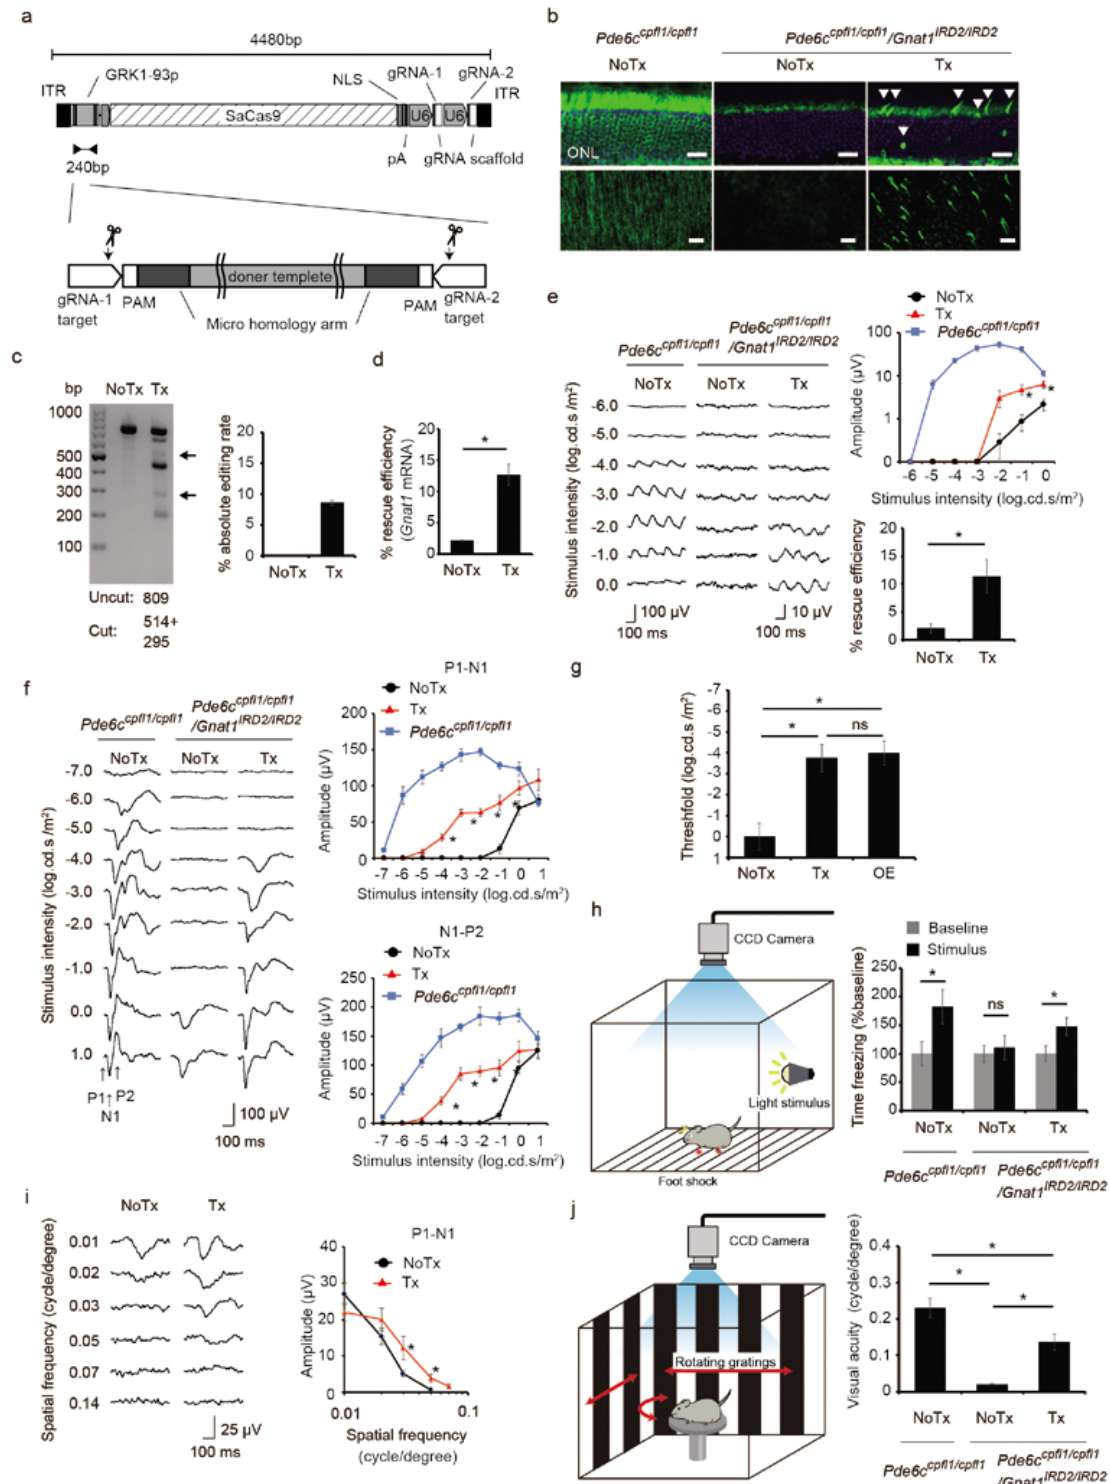 a
4480bp
ITR
GRK1-93p
NLS
gRNA-1
gRNA-2
ITR
SaCas9
U6
U6
pA
gRNA scaffold
240bp
doner templete
gRNA-1
target
PAM
Micro homology arm
PAM
gRNA-2
target
b
Pde6c^cpfl1/cpfl1
Pde6c^cpfl1/cpfl1/Gnat1^IRD2/IRD2
NoTx
NoTx
Tx
ONL
c
bp
NoTx
Tx
1000
500
400
300
200
100
Uncut: 809
Cut: 514+
295
% absolute editing rate
20
15
10
5
0
NoTx
Tx
d
% rescue efficiency
(Gnat1 mRNA)
20
15
10
5
0
*
NoTx
Tx
e
Pde6c^cpfl1/cpfl1
Pde6c^cpfl1/cpfl1
/Gnat1^IRD2/IRD2
NoTx
NoTx
Tx
Stimulus intensity (log.cd.s /m²)
-6.0
-5.0
-4.0
-3.0
-2.0
-1.0
0.0
100 µV
100 ms
10 µV
100 ms
NoTx
Tx
Pde6c^cpfl1/cpfl1
Amplitude (µV)
100
10
1
0
*
*
-6 -5 -4 -3 -2 -1 0
Stimulus intensity (log.cd.s/m²)
% rescue efficiency
20
15
10
5
0
*
NoTx
Tx
f
Pde6c^cpfl1/cpfl1
Pde6c^cpfl1/cpfl1
/Gnat1^IRD2/IRD2
NoTx
NoTx
Tx
Stimulus intensity (log.cd.s /m²)
-7.0
-6.0
-5.0
-4.0
-3.0
-2.0
-1.0
0.0
1.0
P1
P2
N1
100 µV
100 ms
P1-N1
NoTx
Tx
Pde6c^cpfl1/cpfl1
Amplitude (µV)
200
150
100
50
0
* * * *
-7 -6 -5 -4 -3 -2 -1 0 1
Stimulus intensity (log.cd.s/m²)
N1-P2
NoTx
Tx
Pde6c^cpfl1/cpfl1
Amplitude (µV)
250
200
150
100
50
0
* * *
-7 -6 -5 -4 -3 -2 -1 0 1
Stimulus intensity (log.cd.s/m²)
g
Threshfold (log.cd.s /m²)
-7
-6
-5
-4
-3
-2
-1
0
1
*
*
ns
NoTx
Tx
OE
h
CCD Camera
Light stimulus
Foot shock
Baseline
Stimulus
Time freezing (%baseline)
250
200
150
100
50
0
*
ns
*
NoTx
NoTx
Tx
Pde6c^cpfl1/cpfl1
Pde6c^cpfl1/cpfl1
/Gnat1^IRD2/IRD2
i
NoTx
Tx
Spatial frequency (cycle/degree)
0.01
0.02
0.03
0.05
0.07
0.14
25 µV
100 ms
P1-N1
NoTx
Tx
Amplitude (µV)
40
20
0
*
*
0.01
0.1
Spatial frequency
(cycle/degree)
j
CCD Camera
Rotating gratings
Visual acuity (cycle/degree)
0.4
0.3
0.2
0.1
0
*
*
*
NoTx
NoTx
Tx
Pde6c^cpfl1/cpfl1
Pde6c^cpfl1/cpfl1
/Gnat1^IRD2/IRD2